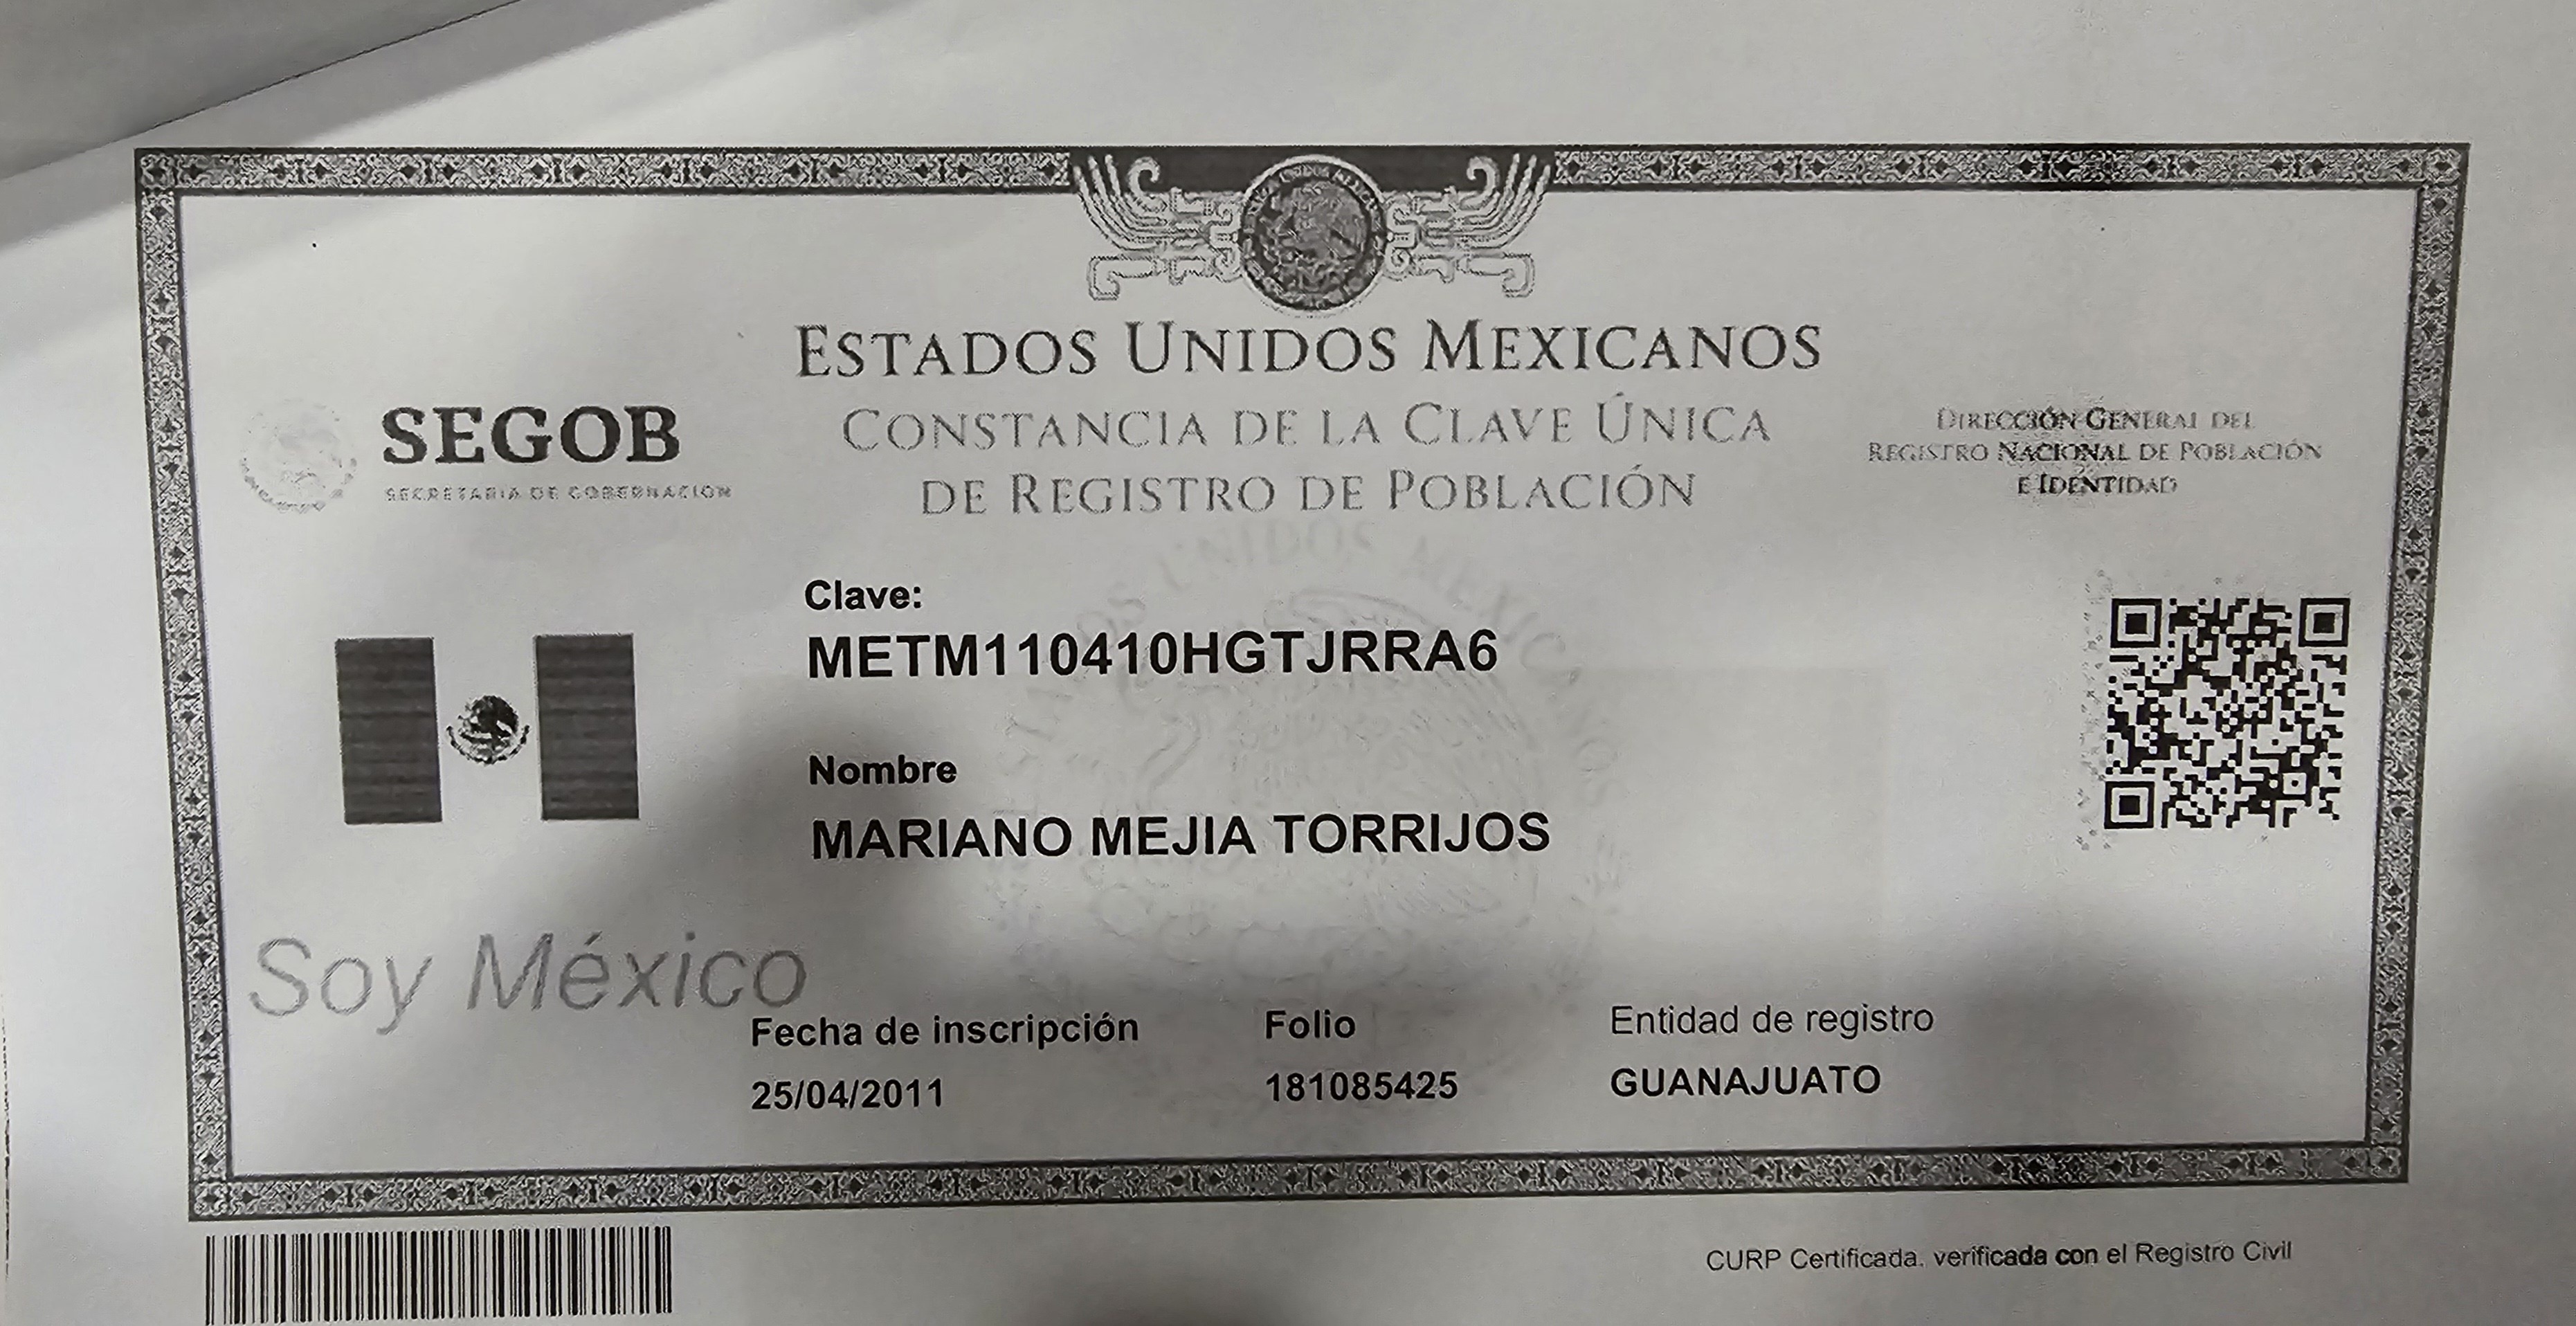 ESTADOS UNIDOS MEXICANOS
CONSTANCIA DE LA CLAVE ÚNICA
DE REGISTRO DE POBLACIÓN
SEGOB
SECRETARÍA DE GOBERNACIÓN
DIRECCIÓN GENERAL DEL
REGISTRO NACIONAL DE POBLACIÓN
E IDENTIDAD
Clave:
METM110410HGTJRRA6
Nombre
MARIANO MEJIA TORRIJOS
Soy México
Fecha de inscripción
25/04/2011
Folio
181085425
Entidad de registro
GUANAJUATO
CURP Certificada. verificada con el Registro Civil